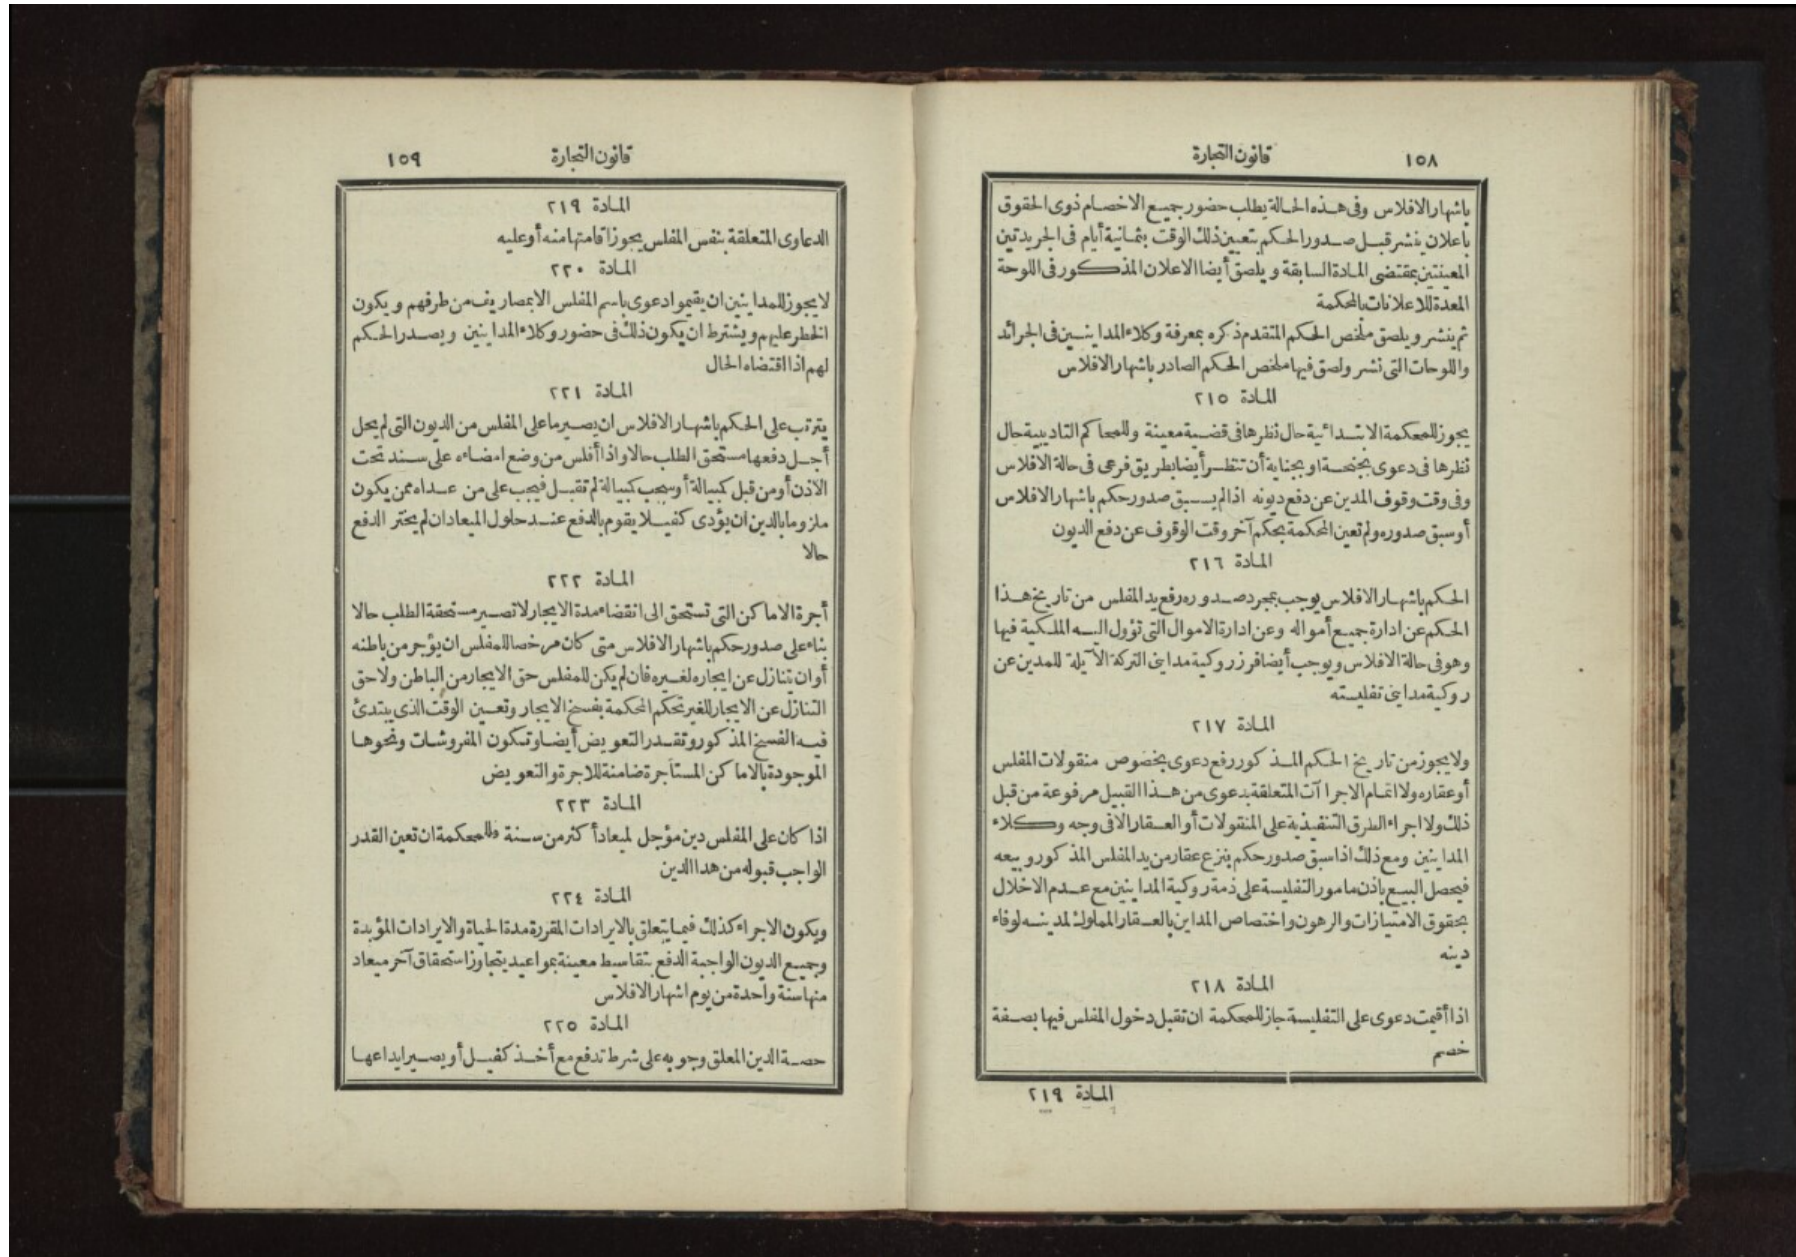 ١٥٨
قانون التجارة
باشهار الافلاس وفى هذه الحالة يطلب حضور جميع الاخصام ذوى الحقوق
باعلان ينشر قبل صدور الحكم بتعيين ذلك الوقت بثمانية أيام فى الجريدتين
المعينتين بمقتضى المادة السابقة ويلصق أيضا الاعلان المذكور فى اللوحة
المعدة للاعلانات بالمحكمة
ثم ينشر ويلصق ملخص الحكم المتقدم ذكره بمعرفة وكلاء المداينين فى الجرائد
واللوحات التى نشر ولصق فيها ملخص الحكم الصادر باشهار الافلاس
المادة ٢١٥
يجوز للمحكمة الابتدائية حال نظرها فى قضية معينة وللمحاكم التاديبية حال
نظرها فى دعوى بجنحة او بجناية أن تنظر أيضا بطريق فرعى فى حالة الافلاس
وفى وقت وقوف المدين عن دفع ديونه اذا لم يسبق صدور حكم باشهار الافلاس
أو سبق صدوره ولم تعين المحكمة بحكم آخر وقت الوقوف عن دفع الديون
المادة ٢١٦
الحكم باشهار الافلاس يوجب بمجرد صدوره رفع يد المفلس من تاريخ هذا
الحكم عن ادارة جميع أمواله وعن ادارة الاموال التى تؤول اليه الملكية فيها
وهو فى حالة الافلاس ويوجب أيضا فرز روكية مدايني التركة الآيلة للمدين عن
روكية مدايني تفليسته
المادة ٢١٧
ولا يجوز من تاريخ الحكم المذكور رفع دعوى بخصوص منقولات المفلس
أو عقاره ولا اتمام الاجراآت المتعلقة بدعوى من هذا القبيل مرفوعة من قبل
ذلك ولا اجراء الطرق التنفيذية على المنقولات أو العقار الا فى وجه وكلاء
المداينين ومع ذلك اذا سبق صدور حكم بنزع عقار من يد المفلس المذكور وبيعه
فيحصل البيع باذن مامور التفليسة على ذمة روكية المداينين مع عدم الاخلال
بحقوق الامتيازات والرهون واختصاص المداين بالعقار المملوك لمدينه لوفاء
دينه
المادة ٢١٨
اذا أقيمت دعوى على التفليسة جاز للمحكمة ان تقبل دخول المفلس فيها بصفة
خصم
المادة ٢١٩
قانون التجارة
١٥٩
المادة ٢١٩
الدعاوى المتعلقة بنفس المفلس يجوز اقامتها منه أو عليه
المادة ٢٢٠
لا يجوز للمداينين ان يقيموا دعوى باسم المفلس الا بمصاريف من طرفهم ويكون
الخطر عليهم ويشترط ان يكون ذلك فى حضور وكلاء المداينين ويصدر الحكم
لهم اذا اقتضاه الحال
المادة ٢٢١
يترتب على الحكم باشهار الافلاس ان يصير ما على المفلس من الديون التى لم يحل
أجل دفعها مستحق الطلب حالا واذا أفلس من وضع امضاءه على سند تحت
الاذن أو من قبل كمبيالة أو سحب كمبيالة لم تقبل فيجب على من عداه ممن يكون
ملزوما بالدين ان يؤدى كفيلا يقوم بالدفع عند حلول الميعاد ان لم يختر الدفع
حالا
المادة ٢٢٢
أجرة الاماكن التى تستحق الى انقضاء مدة الايجار لا تصير مستحقة الطلب حالا
بناء على صدور حكم باشهار الافلاس متى كان مرخصا للمفلس ان يؤجر من باطنه
أو ان يتنازل عن ايجاره لغيره فان لم يكن للمفلس حق الايجار من الباطن ولا حق
التنازل عن الايجار للغير تحكم المحكمة بفسخ الايجار وتعيين الوقت الذى يبتدئ
فيه الفسخ المذكور وتقدر التعويض أيضا وتكون المفروشات ونحوها
الموجودة بالاماكن المستأجرة ضامنة للاجرة والتعويض
المادة ٢٢٣
اذا كان على المفلس دين مؤجل لميعاد أكثر من سنة فللمحكمة ان تعين القدر
الواجب قبوله من هدا الدين
المادة ٢٢٤
ويكون الاجراء كذلك فيما يتعلق بالايرادات المقررة مدة الحياة والايرادات المؤبدة
وجميع الديون الواجبة الدفع بتقاسيط معينة بمواعيد يتجاوز استحقاق آخر ميعاد
منها سنة واحدة من يوم اشهار الافلاس
المادة ٢٢٥
حصة الدين المعلق وجوبه على شرط تدفع مع أخذ كفيل أو يصير ايداعها